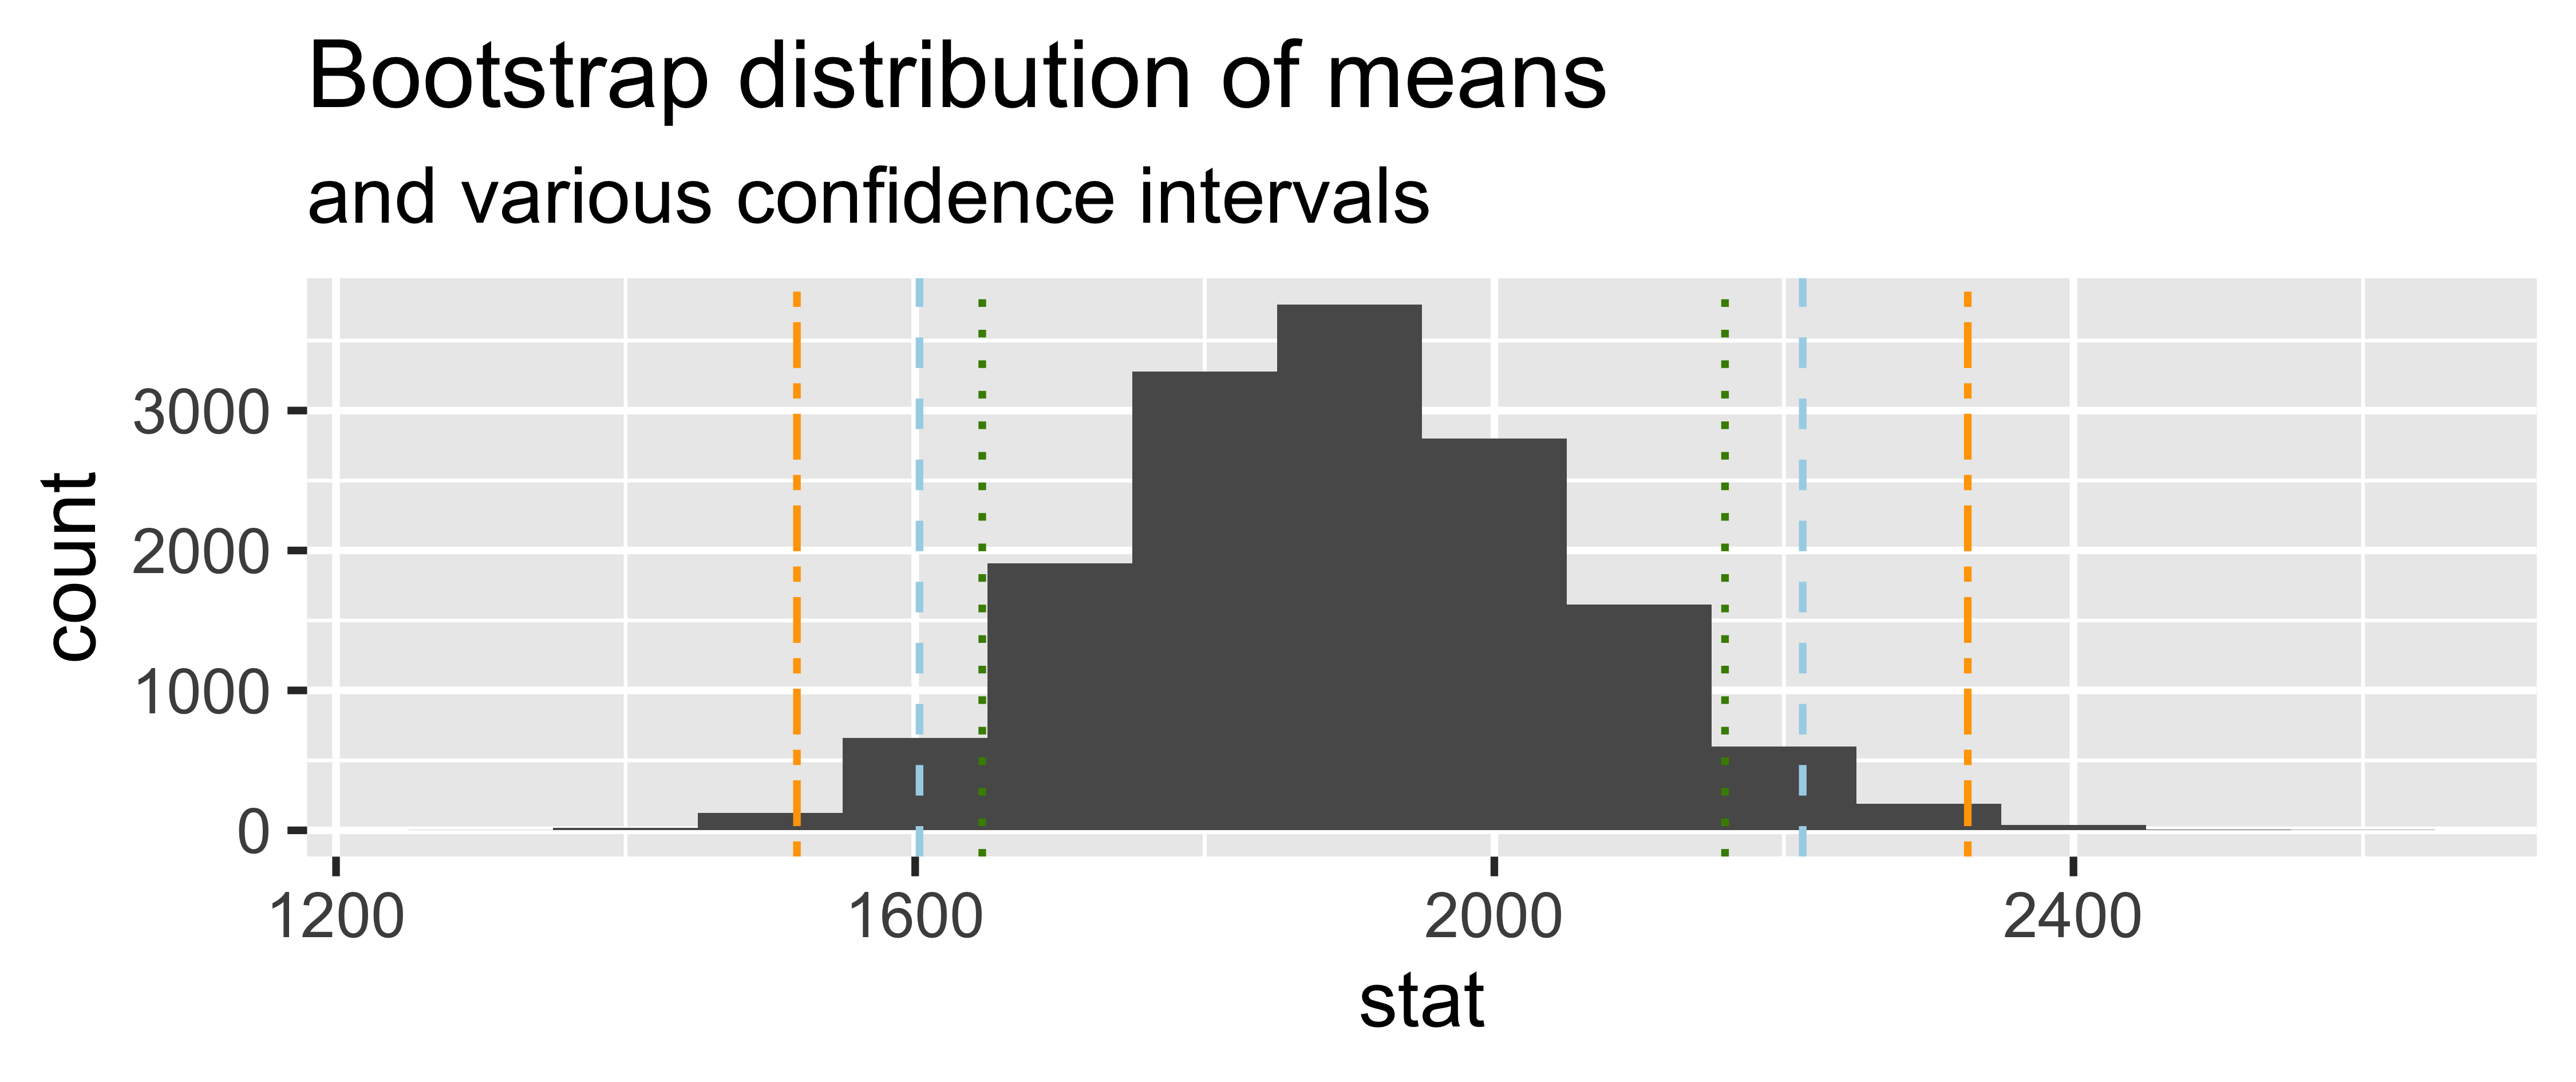 Bootstrap distribution of means
and various confidence intervals
count
3000
2000
1000
0
1200 1600 2000 2400
stat